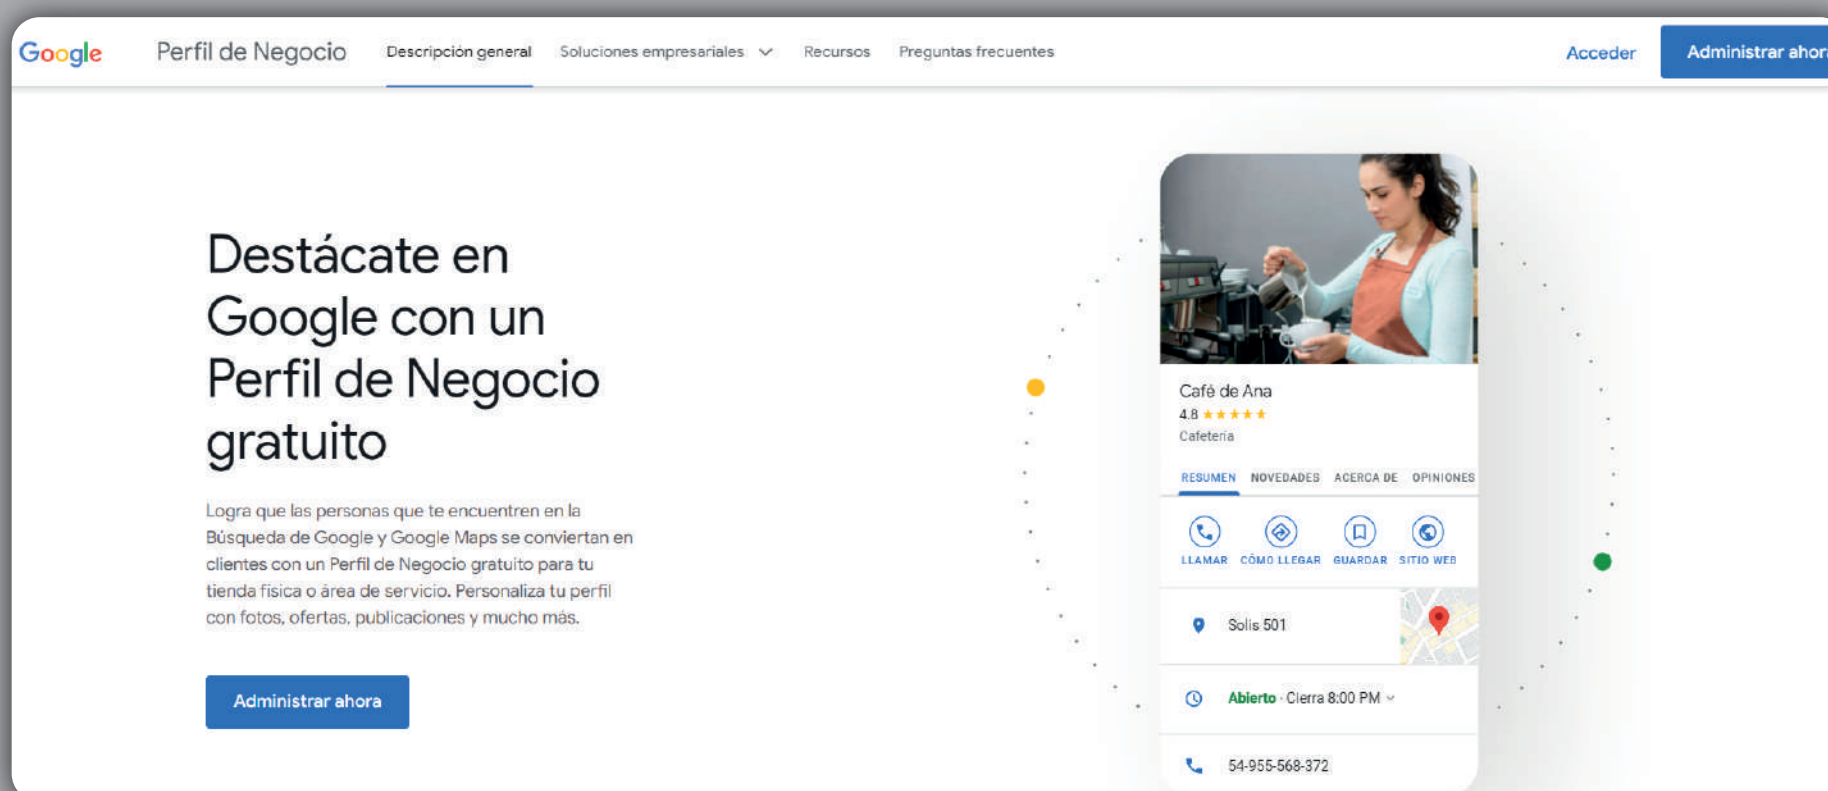 Google
Perfil de Negocio
Descripción general
Soluciones empresariales
Recursos
Preguntas frecuentes
Acceder
Administrar ahora
Destácate en
Google con un
Perfil de Negocio
gratuito
Logra que las personas que te encuentren en la
Búsqueda de Google y Google Maps se conviertan en
clientes con un Perfil de Negocio gratuito para tu
tienda física o área de servicio. Personaliza tu perfil
con fotos, ofertas, publicaciones y mucho más.
Administrar ahora
Café de Ana
4.8
Cafetería
RESUMEN NOVEDADES ACERCA DE OPINIONES
LLAMAR CÓMO LLEGAR GUARDAR SITIO WEB
Solis 501
Abierto · Cierra 8:00 PM
54-955-568-372